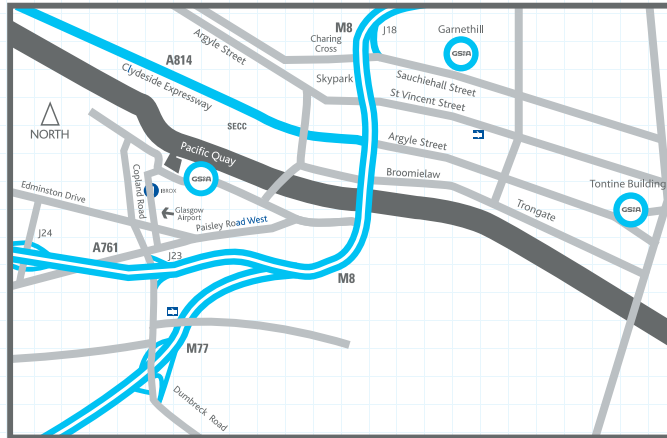 M8
J18
Garnethill
Charing
Cross
Argyle Street
GSA
A814
Clydeside Expressway
Skypark
Sauchiehall Street
St Vincent Street
SECC
NORTH
Argyle Street
Pacific Quay
Broomielaw
GSA
Copland Road
IBROX
Edminston Drive
Glasgow
Airport
Tontine Building
GSA
Trongate
Paisley Road West
J24
A761
J23
M8
M77
Dumbreck Road